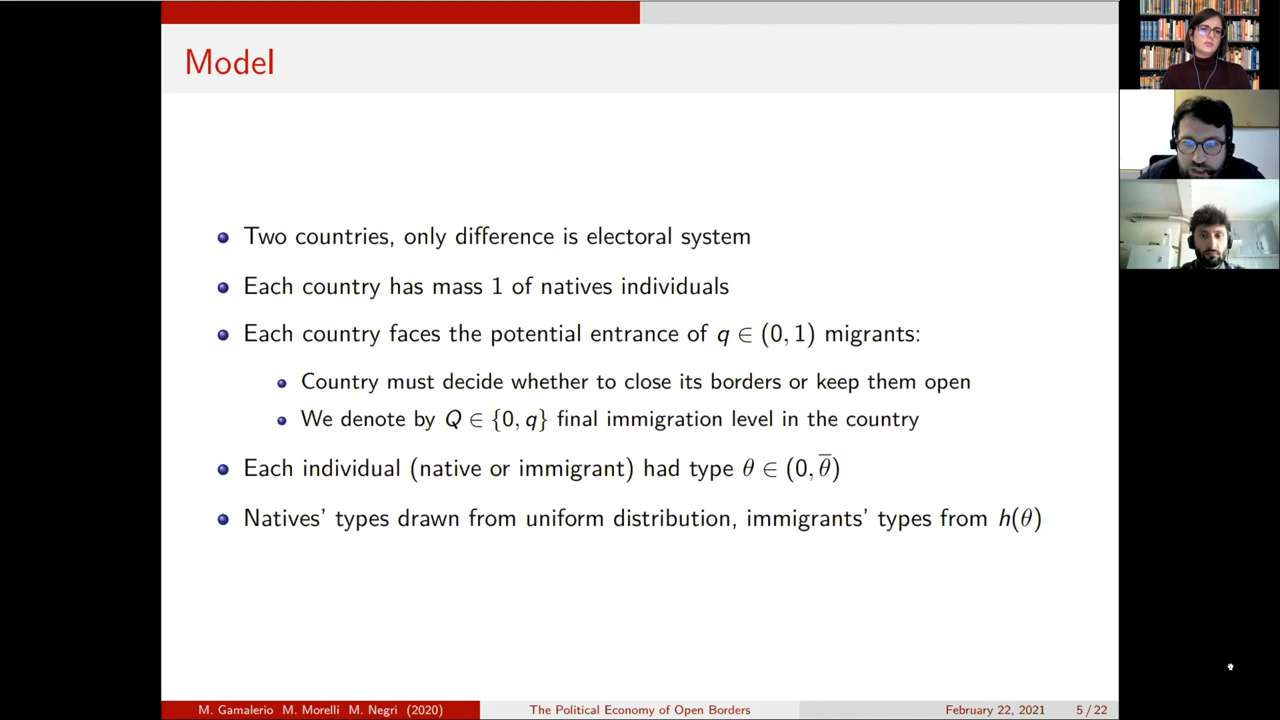 Model
Two countries, only difference is electoral system
Each country has mass 1 of natives individuals
Each country faces the potential entrance of q ∈ (0, 1) migrants:
Country must decide whether to close its borders or keep them open
We denote by Q ∈ {0, q} final immigration level in the country
Each individual (native or immigrant) had type θ ∈ (0, θ̅)
Natives' types drawn from uniform distribution, immigrants' types from h(θ)
M. Gamalerio M. Morelli M. Negri (2020)
The Political Economy of Open Borders
February 22, 2021
5 / 22